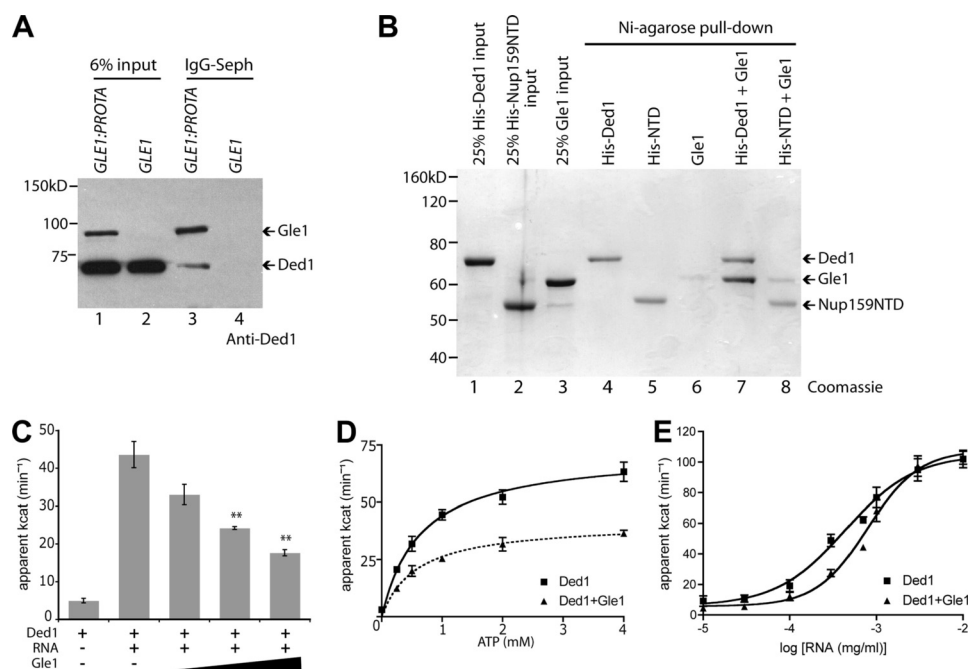 A
6% input IgG-Seph
GLE1:PROTA
GLE1
GLE1:PROTA
GLE1
150kD
100
75
Gle1
Ded1
1 2 3 4
Anti-Ded1
B
Ni-agarose pull-down
25% His-Ded1 input
25% His-Nup159NTD
input
25% Gle1 input
His-Ded1
His-NTD
Gle1
His-Ded1 + Gle1
His-NTD + Gle1
160kD
120
80
60
50
40
Ded1
Gle1
Nup159NTD
1 2 3 4 5 6 7 8 Coomassie
C
apparent kcat (min⁻¹)
50
40
30
20
10
0
**
**
Ded1 + + + + +
RNA - + + + +
Gle1 - -
D
apparent kcat (min⁻¹)
75
50
25
0
0 1 2 3 4
ATP (mM)
Ded1
Ded1+Gle1
E
apparent kcat (min⁻¹)
120
100
80
60
40
20
0
-5 -4 -3 -2
log [RNA (mg/ml)]
Ded1
Ded1+Gle1